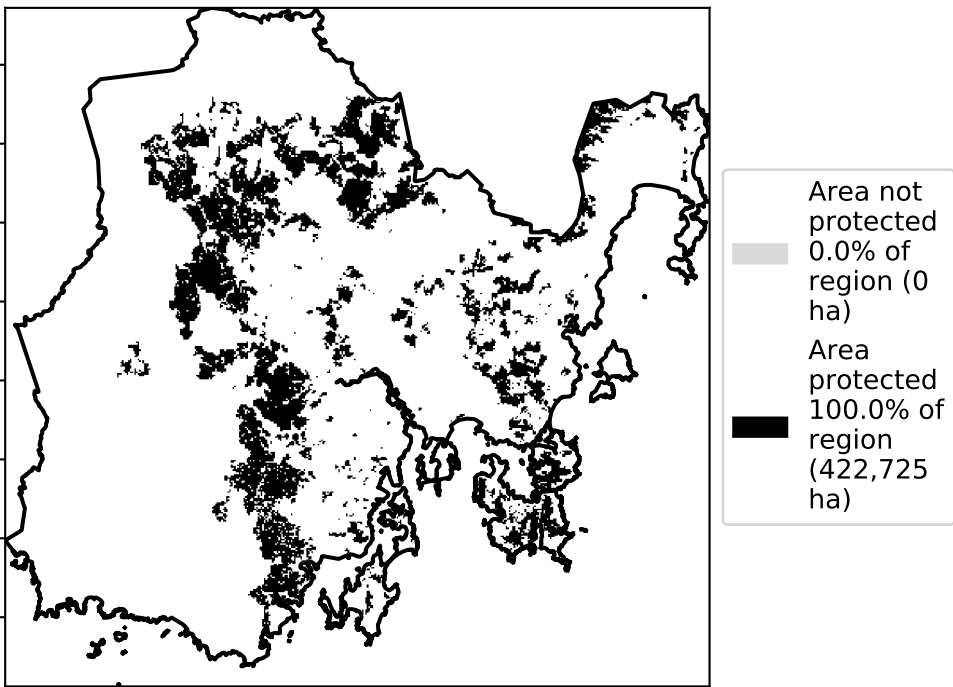 Area not
protected
0.0% of
region (0
ha)
Area
protected
100.0% of
region
(422,725
ha)